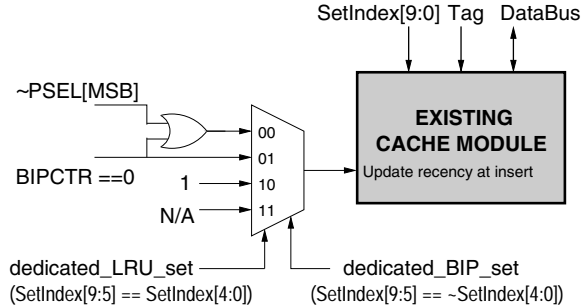 SetIndex[9:0] Tag DataBus
~PSEL[MSB]
EXISTING
CACHE MODULE
Update recency at insert
00
01
10
11
BIPCTR ==0
1
N/A
dedicated_LRU_set
(SetIndex[9:5] == SetIndex[4:0])
dedicated_BIP_set
(SetIndex[9:5] == ~SetIndex[4:0])